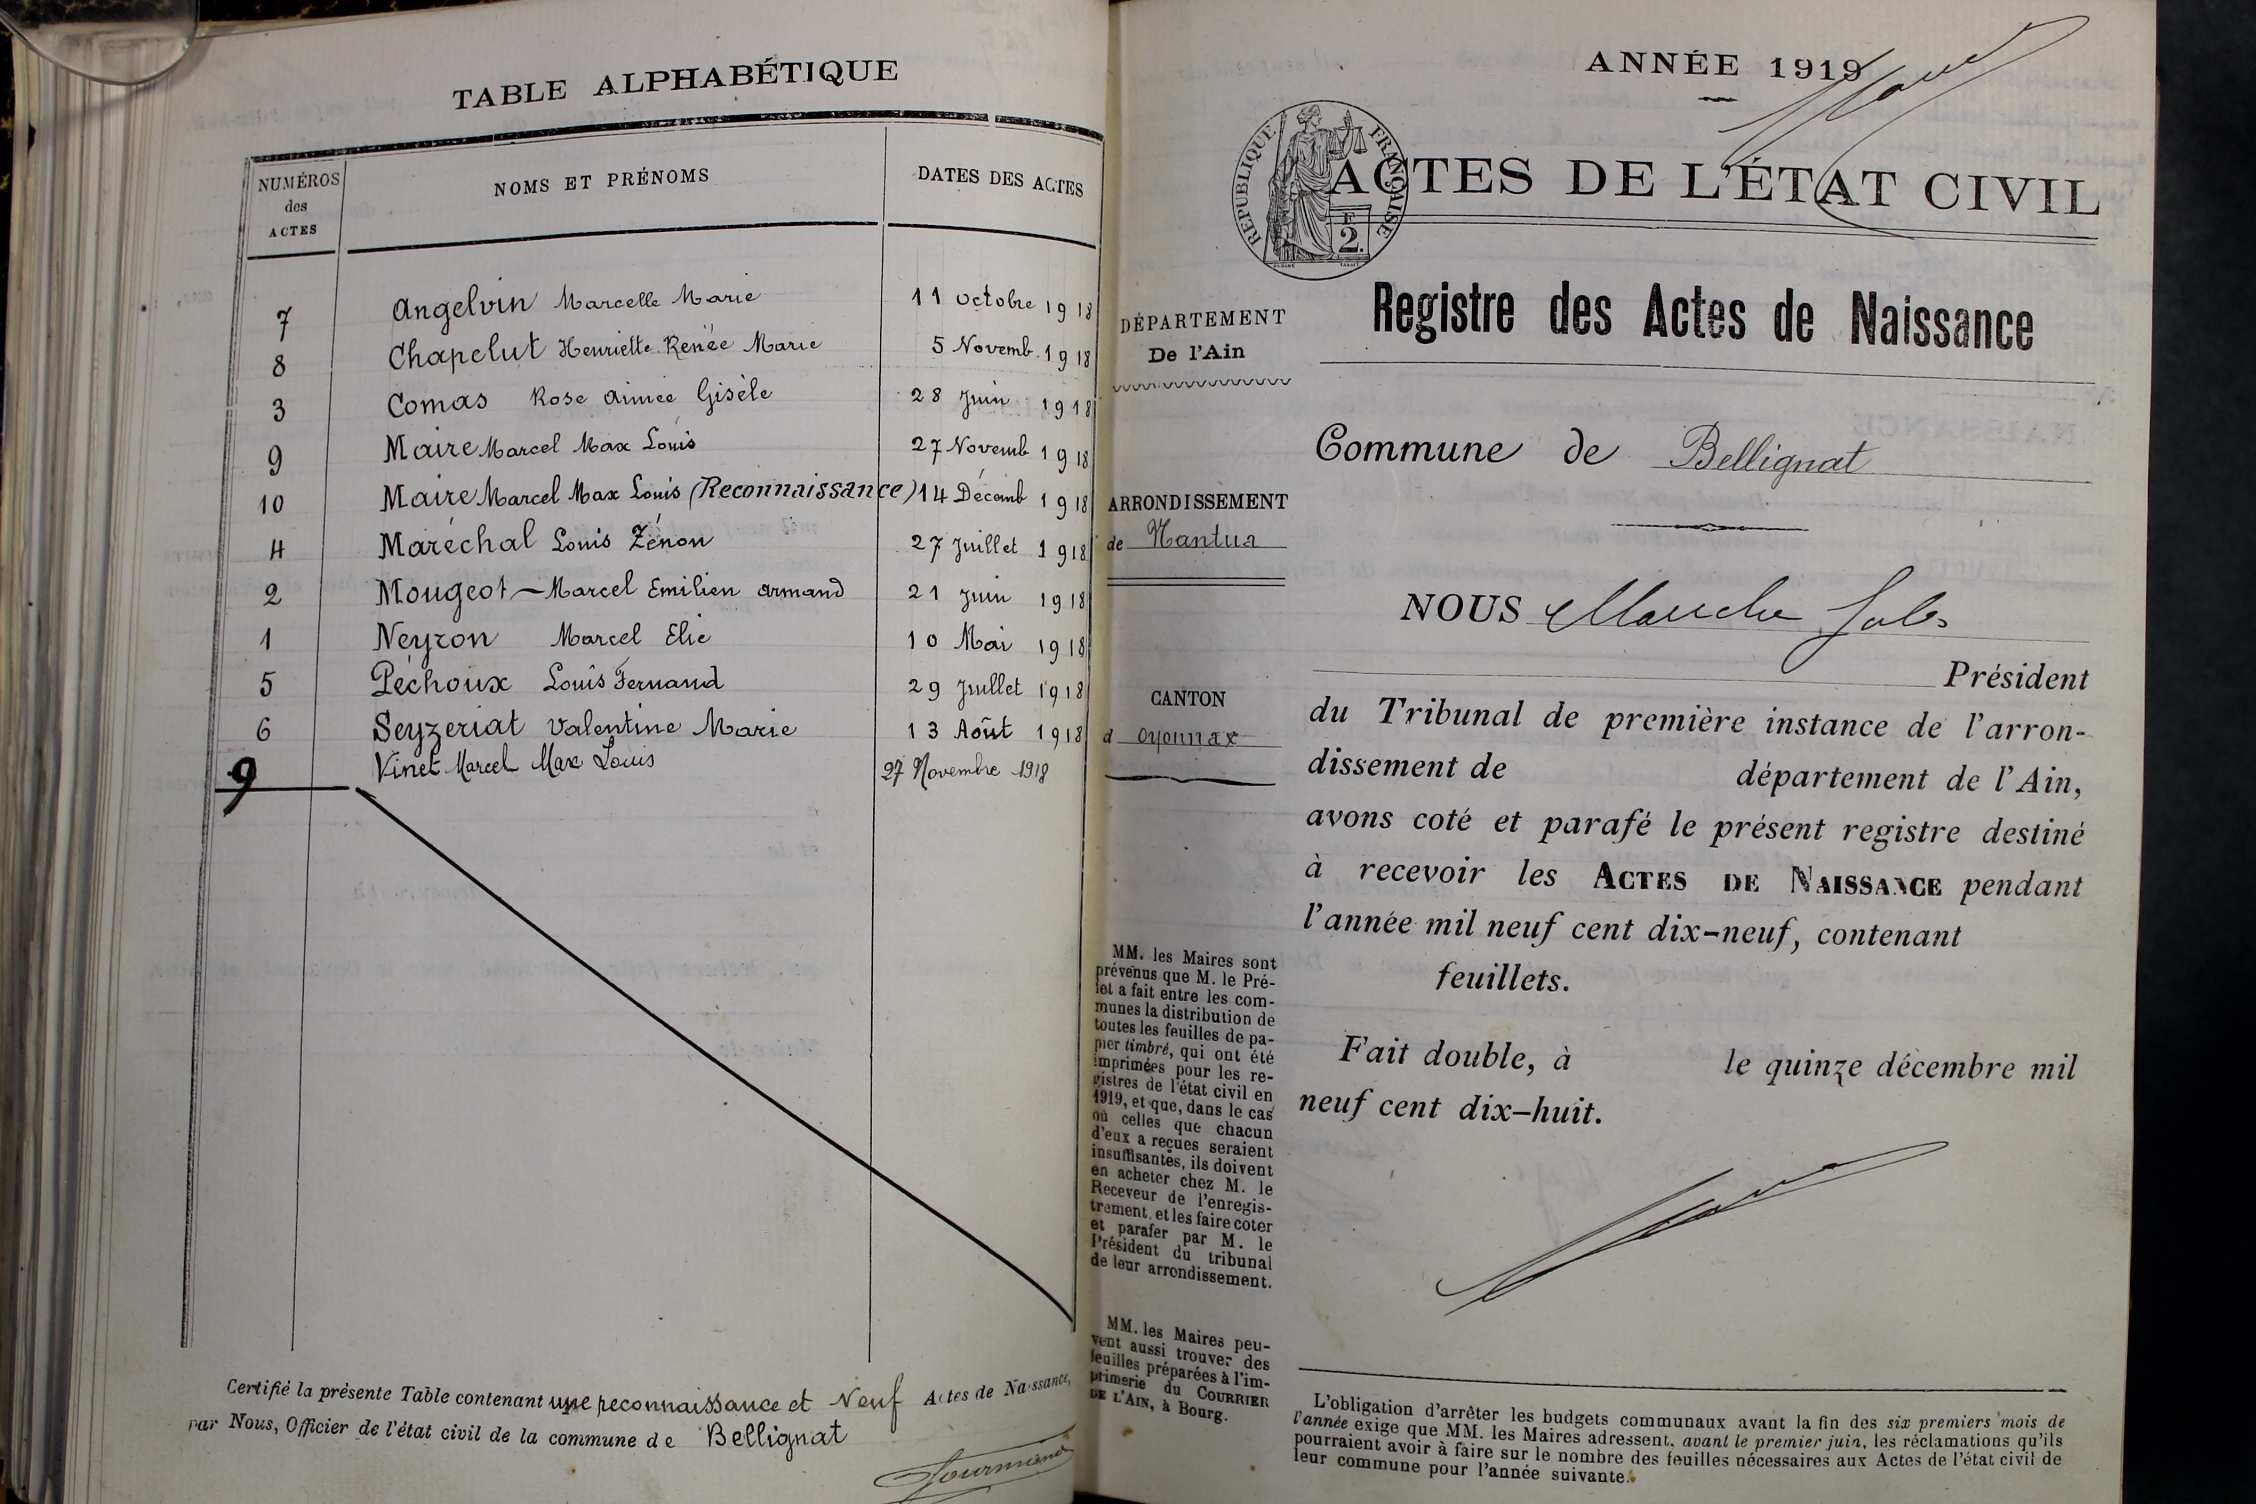 TABLE ALPHABÉTIQUE
NUMÉROS des ACTES
NOMS ET PRÉNOMS
DATES DES ACTES
7 Angelvin Marcelle Marie 11 octobre 1918
8 Chapelut Henriette Renée Marie 5 Novemb. 1918
3 Comas Rose Aimée Gisèle 28 Juin 1918
9 Maire Marcel Max Louis 27 Novemb 1918
10 Maire Marcel Max Louis (Reconnaissance) 14 Décemb 1918
4 Maréchal Louis Zénon 27 Juillet 1918
2 Mougeot - Marcel Emilien Armand 21 Juin 1918
1 Neyron Marcel Elie 10 Mai 1918
5 Péchoux Louis Fernand 29 Juillet 1918
6 Seyzeriat Valentine Marie 13 Août 1918
9 Vinet Marcel Max Louis 27 Novembre 1918
Certifié la présente Table contenant une reconnaissance et Neuf Actes de Naissance,
par Nous, Officier de l'état civil de la commune de Bellignat
ANNÉE 1919
RÉPUBLIQUE FRANÇAISE
F
2.
ACTES DE L'ÉTAT CIVIL
Registre des Actes de Naissance
DÉPARTEMENT
De l'Ain
Commune de Bellignat
ARRONDISSEMENT
de Nantua
CANTON
d oyonnax
NOUS
Président
du Tribunal de première instance de l'arron-
dissement de département de l'Ain,
avons coté et parafé le présent registre destiné
à recevoir les ACTES DE NAISSANCE pendant
l'année mil neuf cent dix-neuf, contenant
feuillets.
Fait double, à le quinze décembre mil
neuf cent dix-huit.
MM. les Maires sont
prévenus que M. le Pré-
fet a fait entre les com-
munes la distribution de
toutes les feuilles de pa-
pier timbré, qui ont été
imprimées pour les re-
gistres de l'état civil en
1919, et que, dans le cas
où celles que chacun
d'eux a reçues seraient
insuffisantes, ils doivent
en acheter chez M. le
Receveur de l'enregis-
trement, et les faire coter
et parafer par M. le
Président du tribunal
de leur arrondissement.
MM. les Maires peu-
vent aussi trouver des
feuilles préparées à l'im-
primerie du COURRIER
DE L'AIN, à Bourg.
L'obligation d'arrêter les budgets communaux avant la fin des six premiers mois de
l'année exige que MM. les Maires adressent, avant le premier juin, les réclamations qu'ils
pourraient avoir à faire sur le nombre des feuilles nécessaires aux Actes de l'état civil de
leur commune pour l'année suivante.